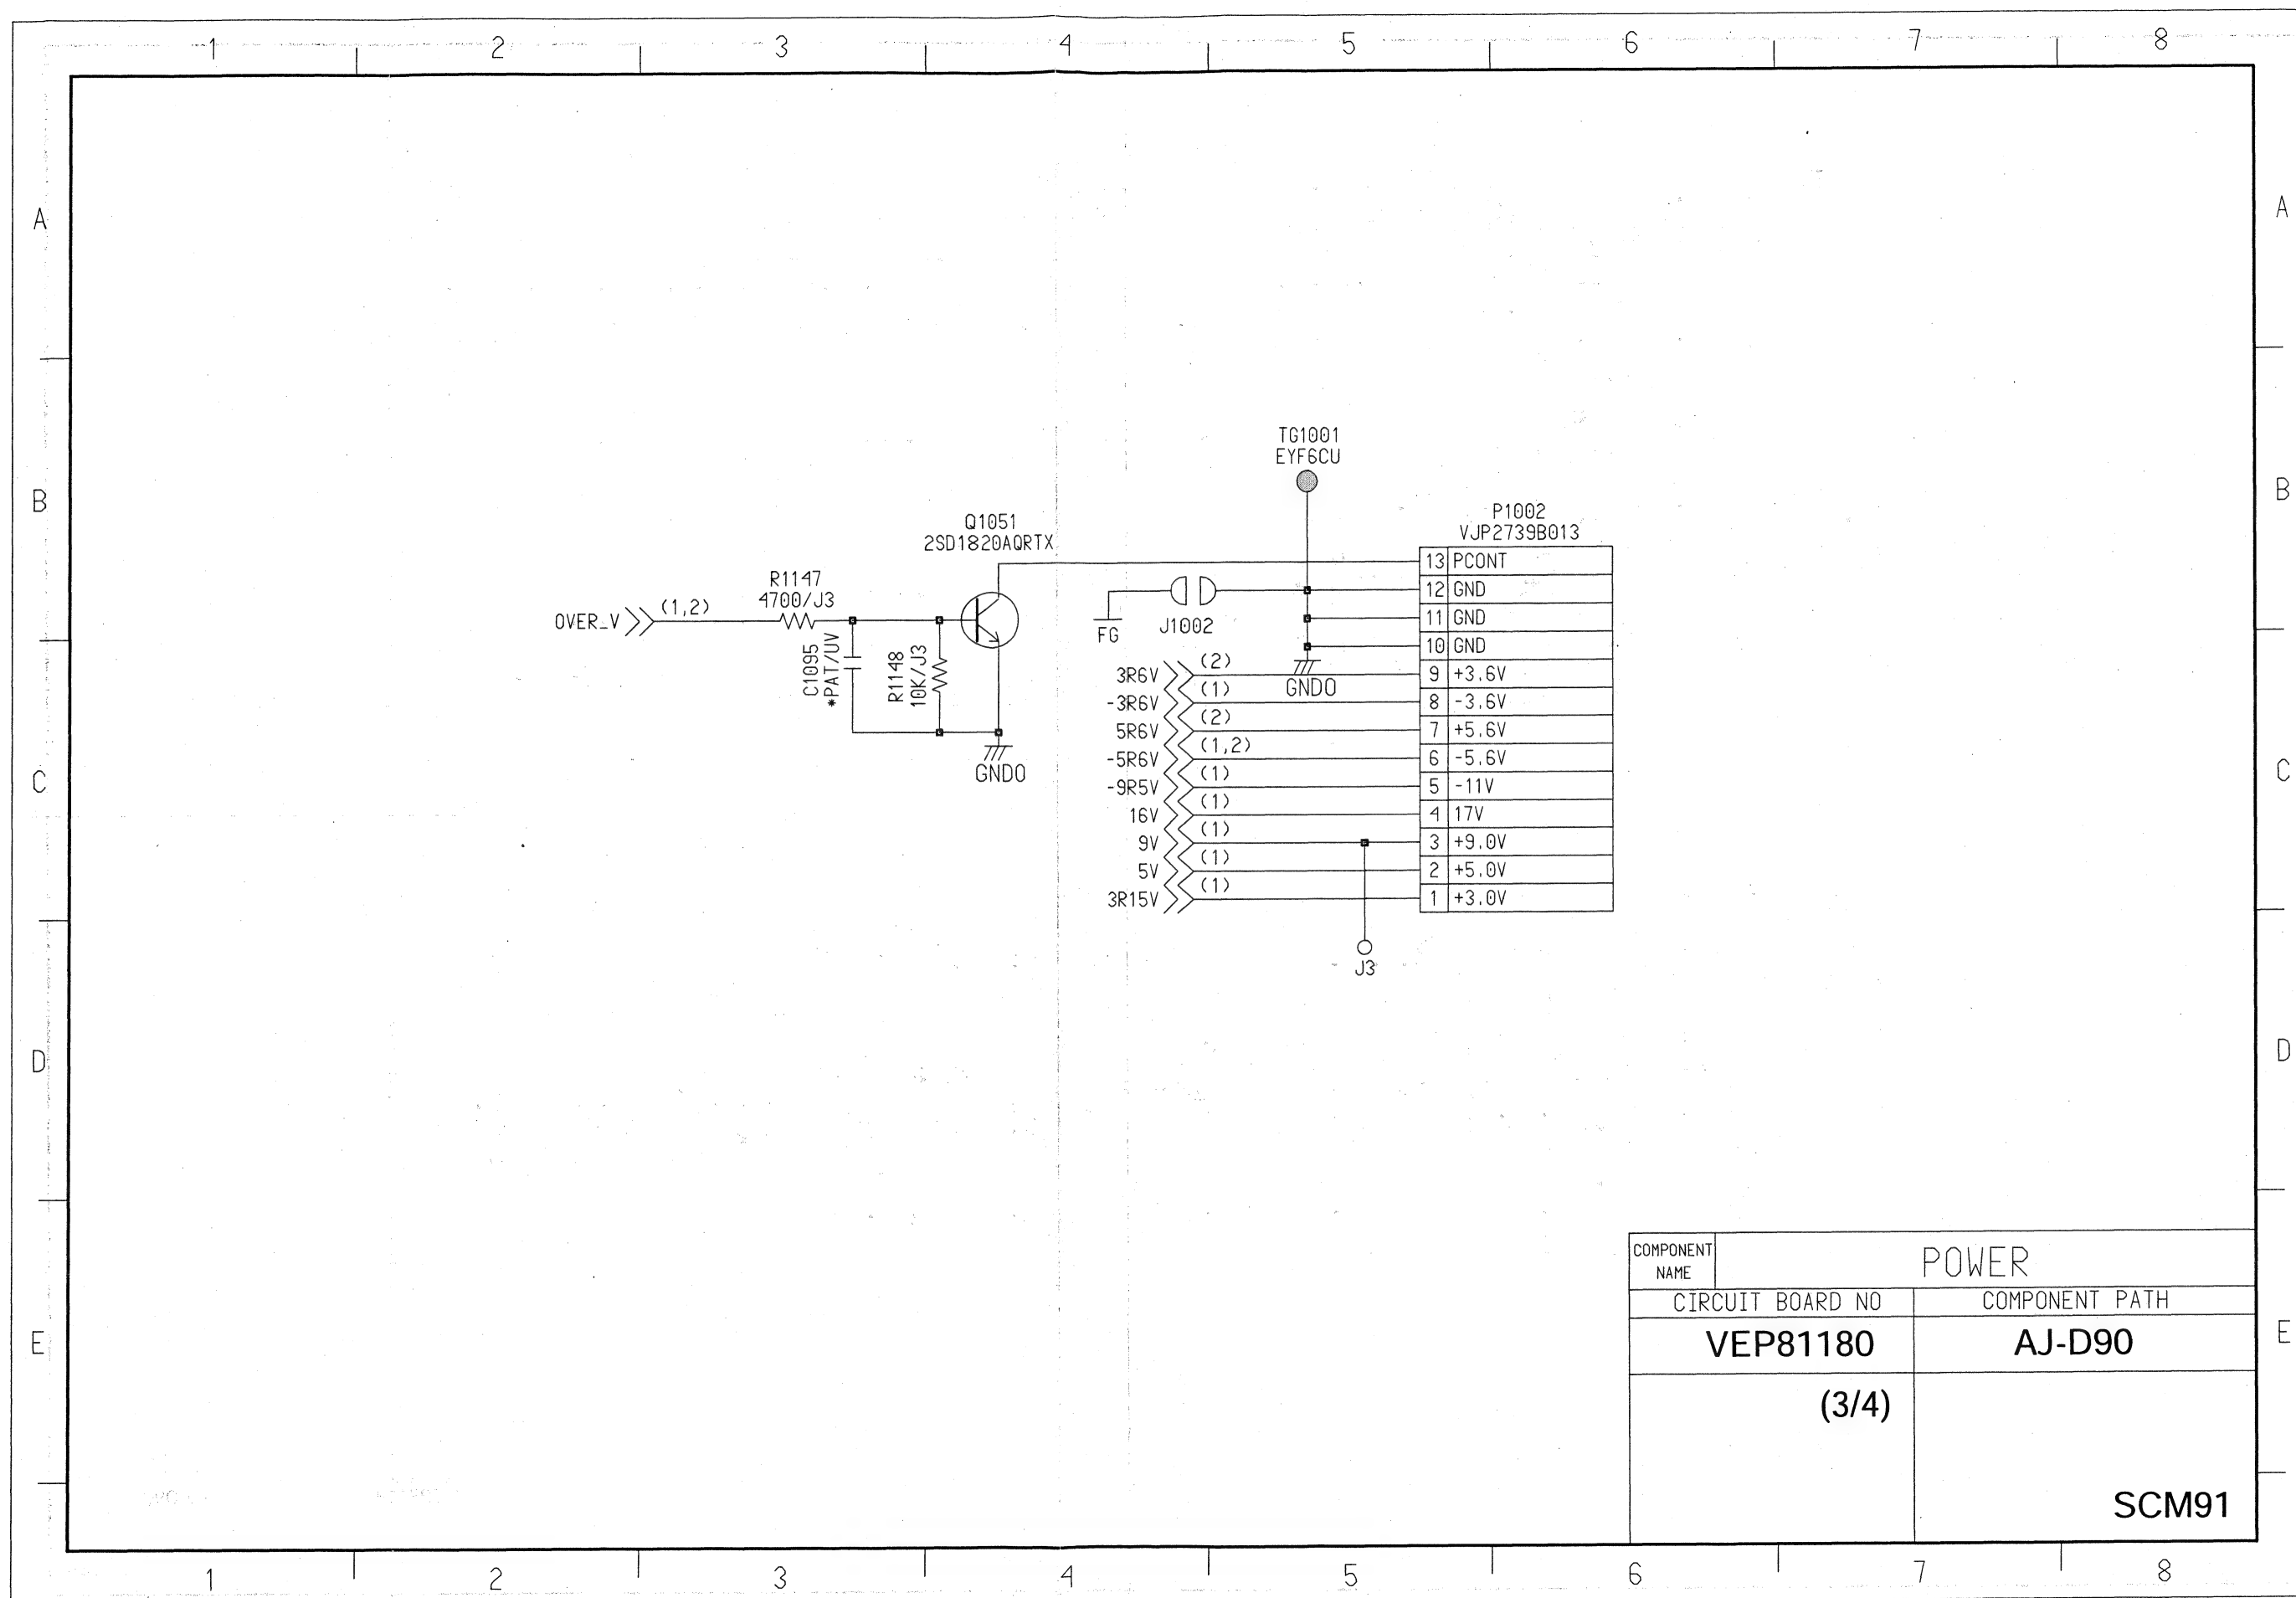 1 2 3 4 5 6 7 8
A A
B B
C C
D D
E E
TG1001
EYF6CU
P1002
VJP2739B013
Q1051
2SD1820AQRTX
R1147
4700/J3
OVER_V (1,2)
C1095
*PAT/UV
R1148
10K/J3
GNDO
FG J1002
GNDO
13 PCONT
12 GND
11 GND
10 GND
3R6V (2) 9 +3.6V
-3R6V (1) 8 -3.6V
5R6V (2) 7 +5.6V
-5R6V (1,2) 6 -5.6V
-9R5V (1) 5 -11V
16V (1) 4 17V
9V (1) 3 +9.0V
5V (1) 2 +5.0V
3R15V (1) 1 +3.0V
J3
COMPONENT
NAME
POWER
CIRCUIT BOARD NO COMPONENT PATH
VEP81180 AJ-D90
(3/4)
SCM91
1 2 3 4 5 6 7 8